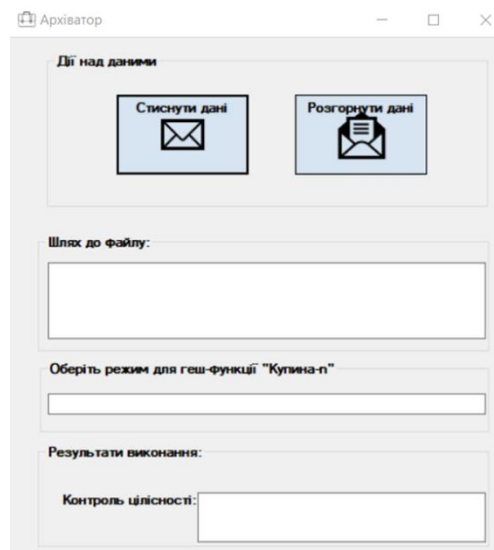 Архіватор
Дії над даними
Стиснути дані
Розгорнути дані
Шлях до файлу:
Оберіть режим для геш-функції "Купина-n"
Результати виконання:
Контроль цілісності: